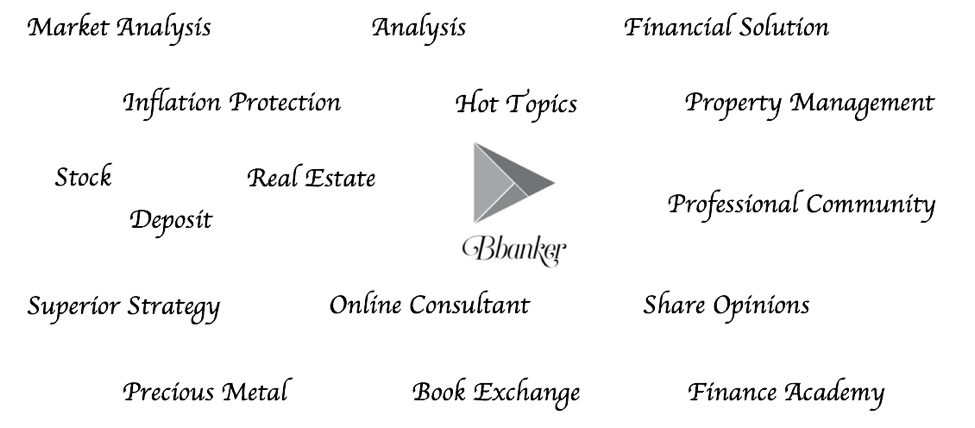 Market Analysis
Analysis
Financial Solution
Inflation Protection
Hot Topics
Property Management
Stock
Real Estate
Deposit
Professional Community
Bbanker
Superior Strategy
Online Consultant
Share Opinions
Precious Metal
Book Exchange
Finance Academy